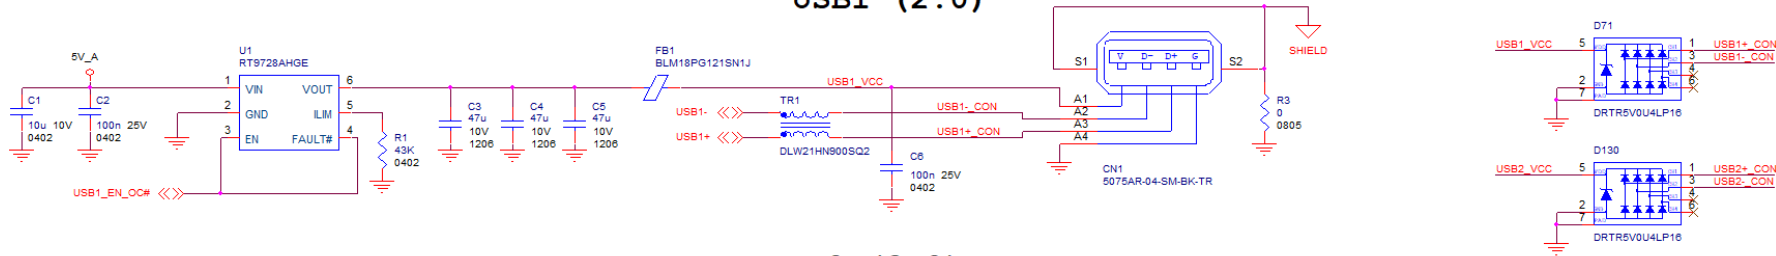 USB1 (2.0)
5V_A
C1
10u 10V
0402
C2
100n 25V
0402
U1
RT9728AHGE
1 VIN VOUT 6
2 GND ILIM 5
3 EN FAULT# 4
R1
43K
0402
USB1_EN_OC#
C3
47u
10V
1206
C4
47u
10V
1206
C5
47u
10V
1206
FB1
BLM18PG121SN1J
USB1_VCC
USB1-
USB1+
TR1
DLW21HN900SQ2
USB1-_CON
USB1+_CON
C6
100n 25V
0402
S1
V D- D+ G
S2
A1
A2
A3
A4
CN1
5075AR-04-SM-BK-TR
SHIELD
R3
0
0805
D71
USB1_VCC 5
1 USB1+_CON
3 USB1-_CON
4
6
2
7
DRTR5V0U4LP16
D130
USB2_VCC 5
1 USB2+_CON
3 USB2-_CON
4
6
2
7
DRTR5V0U4LP16